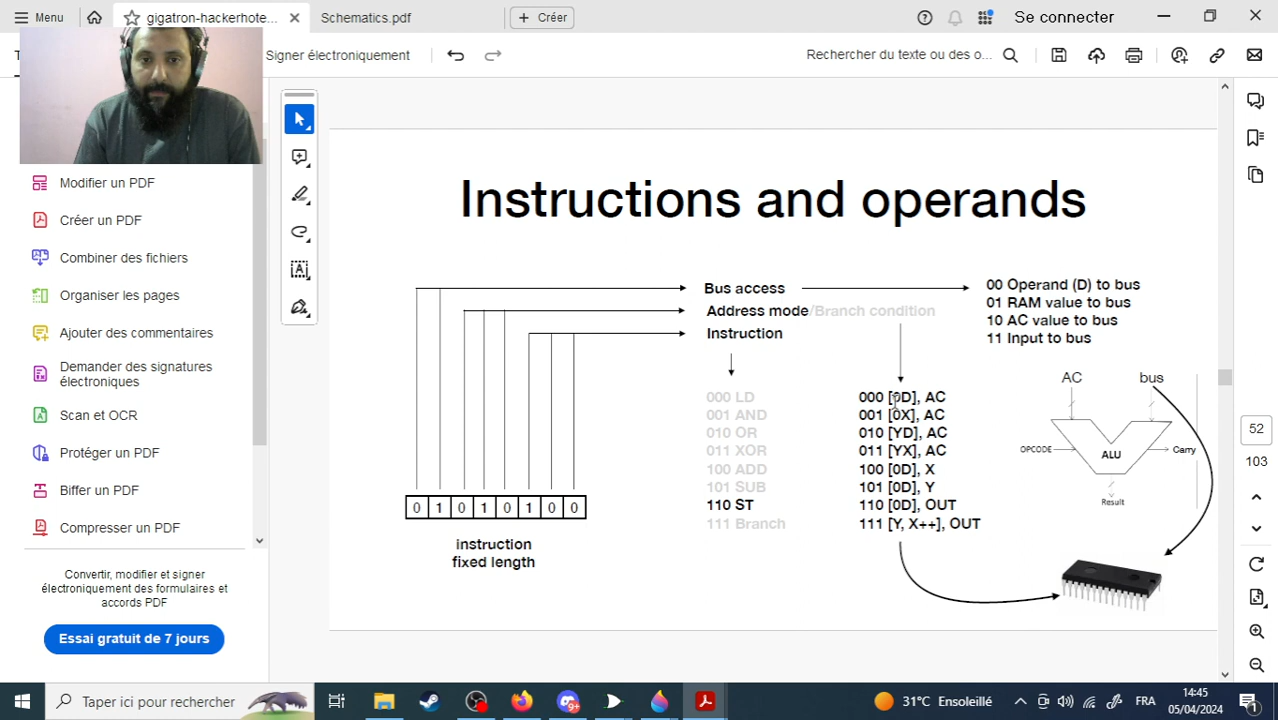 Menu
gigatron-hackerhote...
Schematics.pdf
Créer
Se connecter
Signer électroniquement
Rechercher du texte ou des o...
Modifier un PDF
Créer un PDF
Combiner des fichiers
Organiser les pages
Ajouter des commentaires
Demander des signatures
électroniques
Scan et OCR
Protéger un PDF
Biffer un PDF
Compresser un PDF
Convertir, modifier et signer
électroniquement des formulaires et
accords PDF
Essai gratuit de 7 jours
Instructions and operands
Bus access
Address mode/Branch condition
Instruction
00 Operand (D) to bus
01 RAM value to bus
10 AC value to bus
11 Input to bus
000 LD
001 AND
010 OR
011 XOR
100 ADD
101 SUB
110 ST
111 Branch
000 [0D], AC
001 [0X], AC
010 [YD], AC
011 [YX], AC
100 [0D], X
101 [0D], Y
110 [0D], OUT
111 [Y, X++], OUT
AC
bus
OPCODE
ALU
Carry
Result
0 1 0 1 0 1 0 0
instruction
fixed length
52
103
Taper ici pour rechercher
9+
31°C Ensoleillé
FRA
14:45
05/04/2024
1